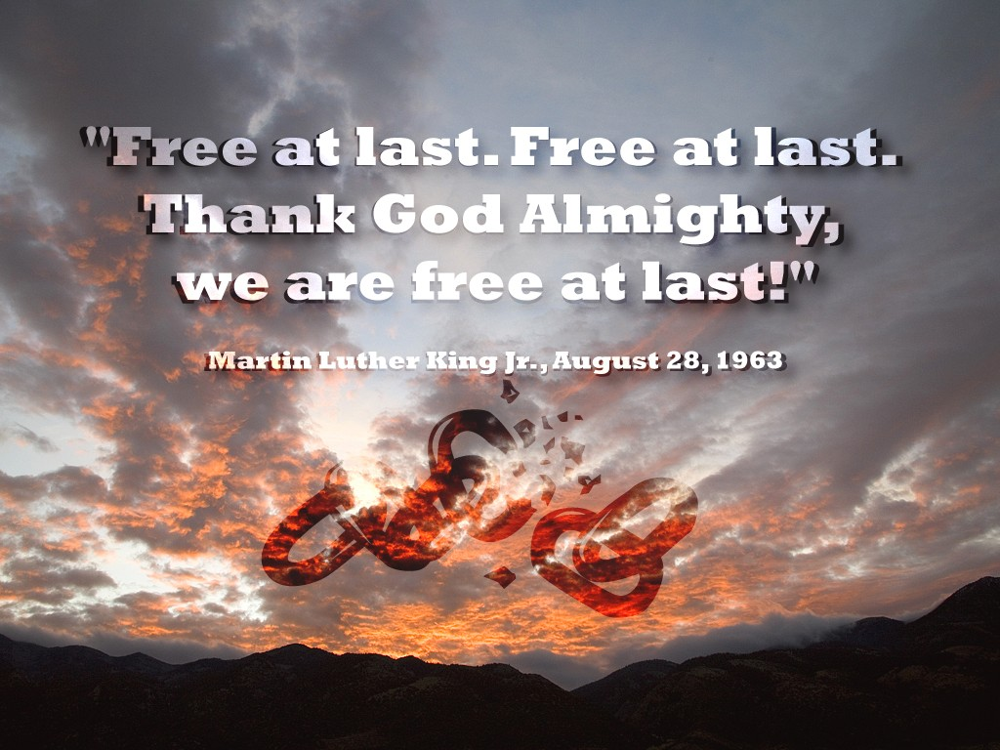 "Free at last. Free at last.
Thank God Almighty,
we are free at last!"
Martin Luther King Jr., August 28, 1963